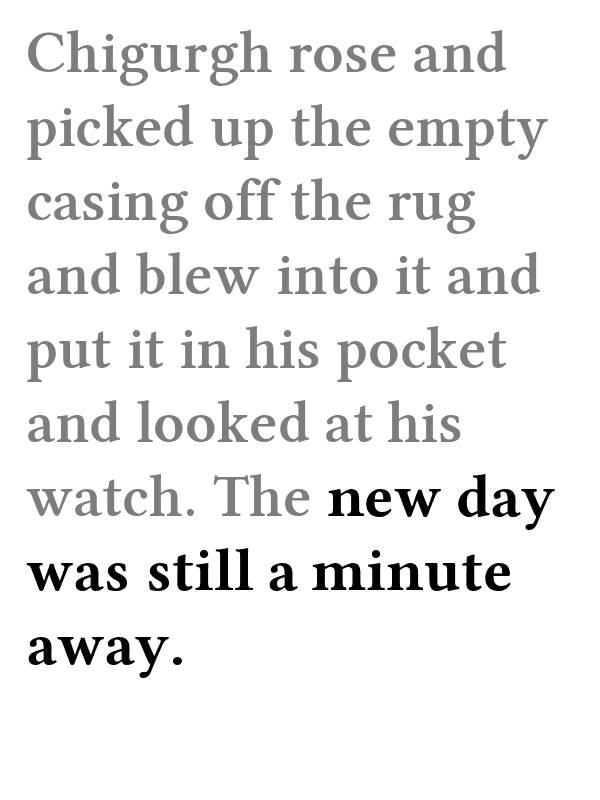 Chigurgh rose and
picked up the empty
casing off the rug
and blew into it and
put it in his pocket
and looked at his
watch. The new day
was still a minute
away.